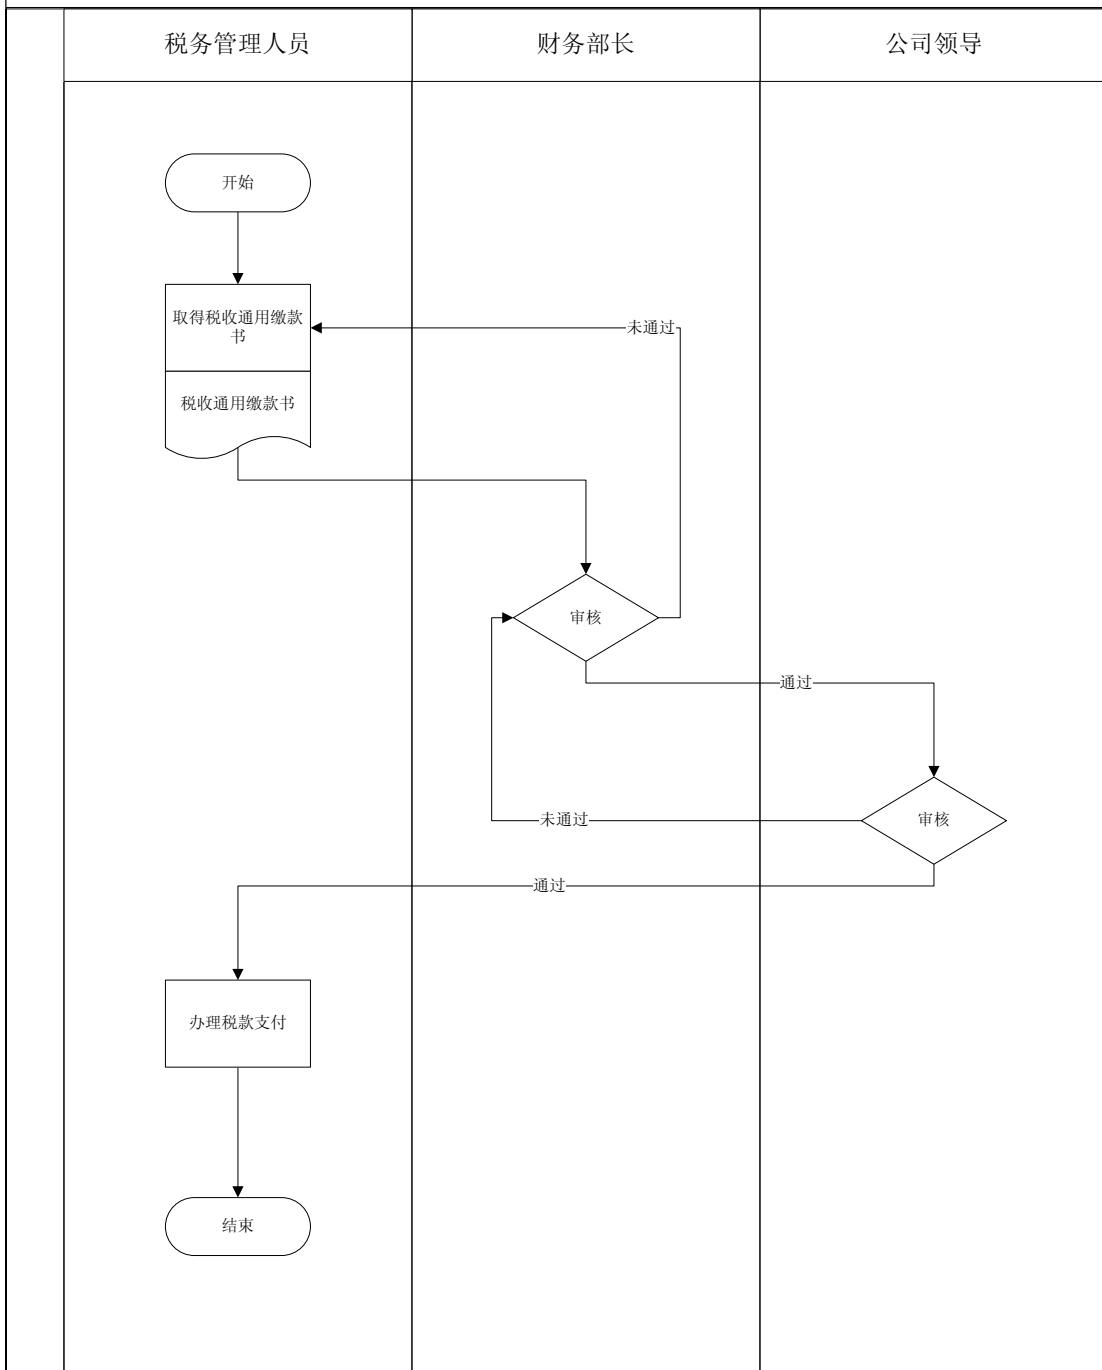 税务管理人员
财务部长
公司领导
开始
取得税收通用缴款
书
未通过
税收通用缴款书
审核
通过
未通过
审核
通过
办理税款支付
结束